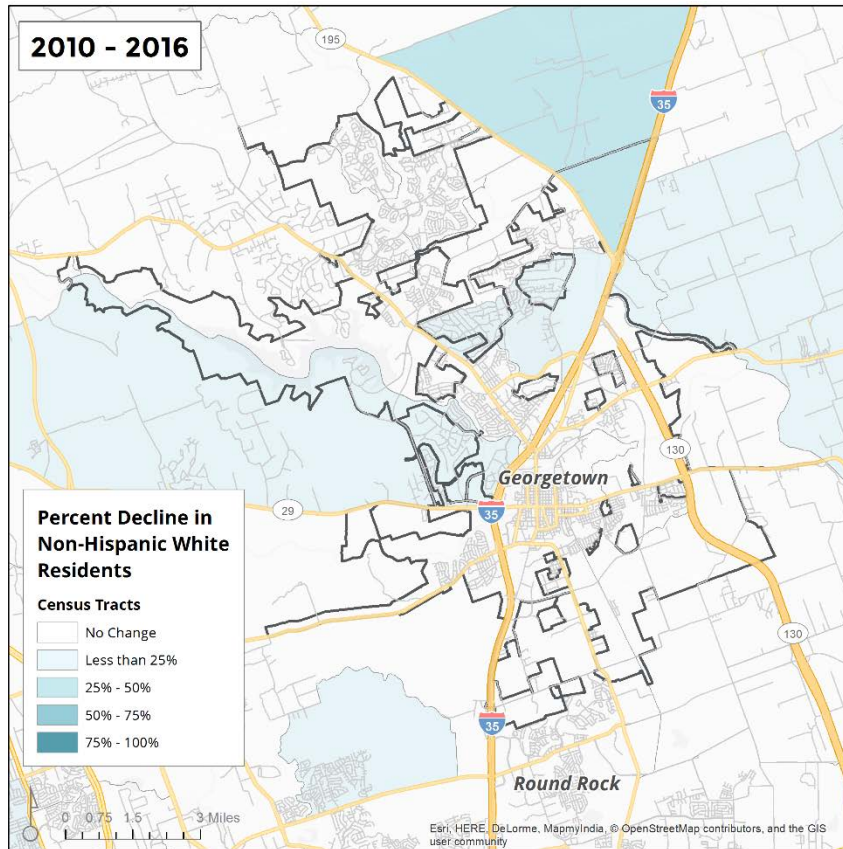 2010 - 2016
195
35
130
Georgetown
29
35
130
35
Round Rock
Percent Decline in
Non-Hispanic White
Residents
Census Tracts
No Change
Less than 25%
25% - 50%
50% - 75%
75% - 100%
0 0.75 1.5 3 Miles
Esri, HERE, DeLorme, MapmyIndia, © OpenStreetMap contributors, and the GIS
user community